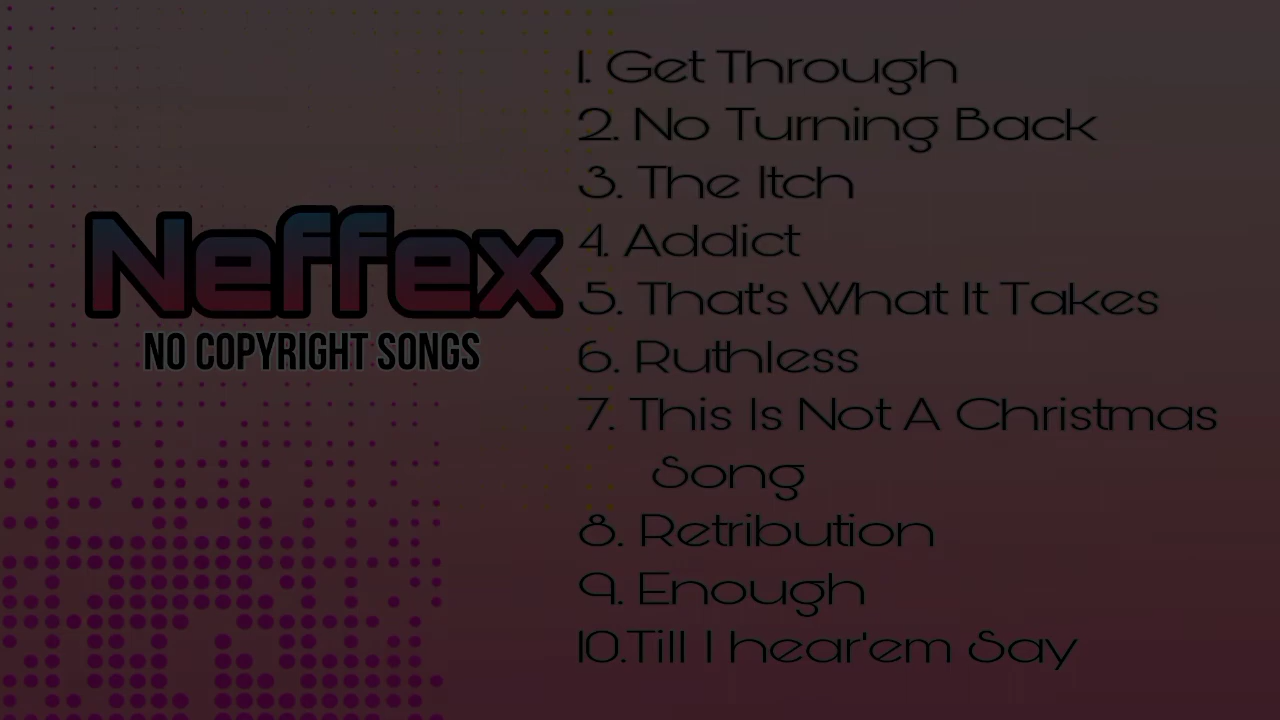 Neffex
NO COPYRIGHT SONGS
1. Get Through
2. No Turning Back
3. The Itch
4. Addict
5. That's What It Takes
6. Ruthless
7. This Is Not A Christmas
Song
8. Retribution
9. Enough
10.Till I hear'em Say